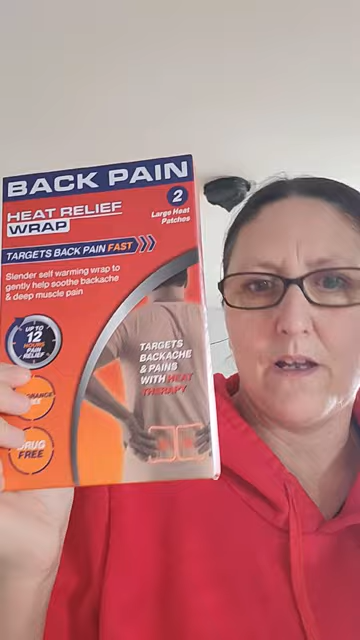 BACK PAIN
HEAT RELIEF
WRAP
2
Large Heat
Patches
TARGETS BACK PAIN FAST
Slender self warming wrap to
gently help soothe backache
& deep muscle pain
UP TO
12
HOURS
PAIN
RELIEF
TARGETS
BACKACHE
& PAINS
WITH HEAT
THERAPY
DRUG
FREE